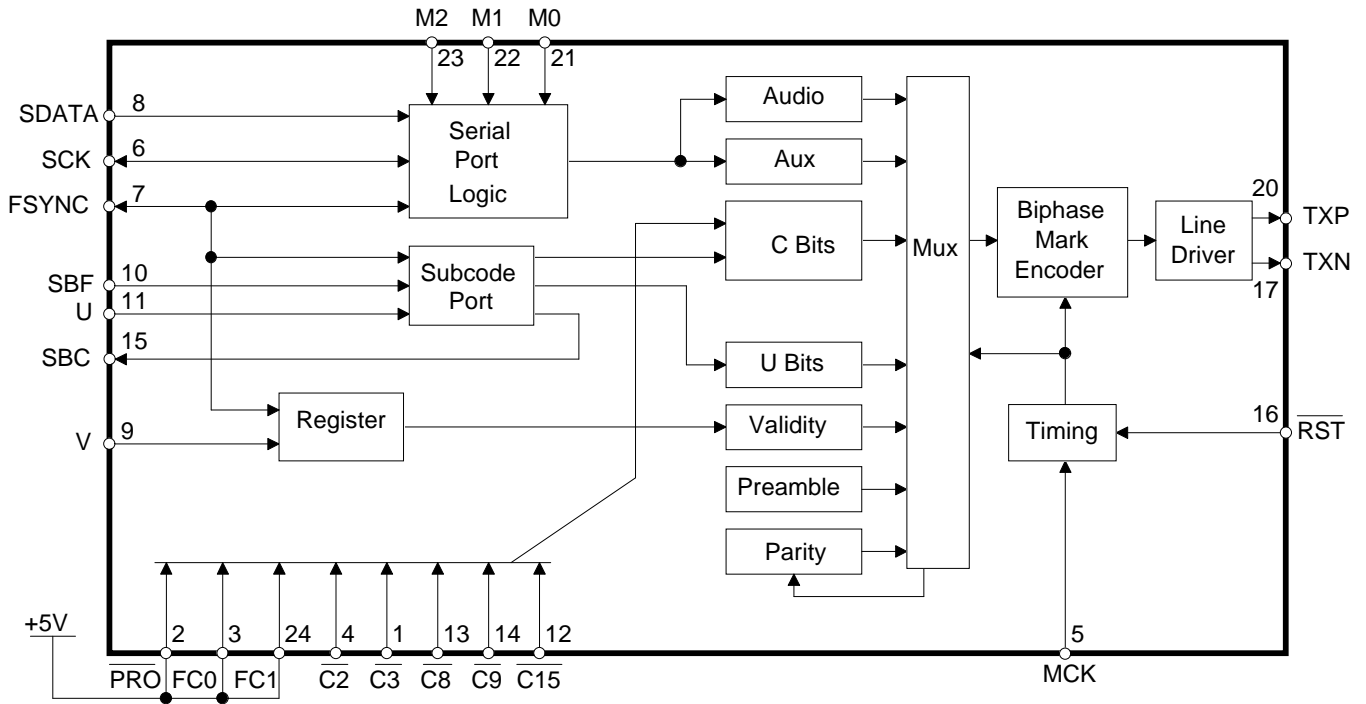 M2 M1 M0
23 22 21
SDATA 8
SCK 6
FSYNC 7
SBF 10
U 11
SBC 15
V 9
Serial
Port
Logic
Subcode
Port
Register
Audio
Aux
C Bits
U Bits
Validity
Preamble
Parity
Mux
Biphase
Mark
Encoder
Line
Driver
20 TXP
TXN
17
Timing
16 RST
+5V
2 3 24 4 1 13 14 12 5
PRO FC0 FC1 C2 C3 C8 C9 C15 MCK